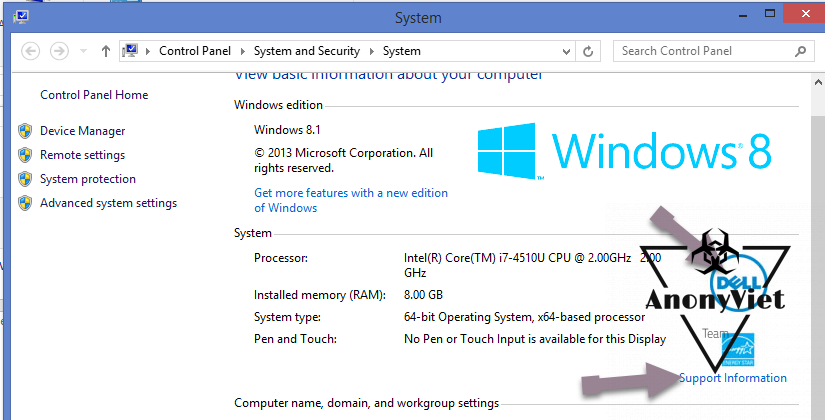 System
Control Panel
System and Security
System
Search Control Panel
View basic information about your computer
Control Panel Home
Device Manager
Remote settings
System protection
Advanced system settings
Windows edition
Windows 8.1
© 2013 Microsoft Corporation. All
rights reserved.
Get more features with a new edition
of Windows
Windows® 8
System
Processor: Intel(R) Core(TM) i7-4510U CPU @ 2.00GHz 2.00
GHz
Installed memory (RAM): 8.00 GB
System type: 64-bit Operating System, x64-based processor
Pen and Touch: No Pen or Touch Input is available for this Display
DELL
AnonyViet
Team
ENERGY STAR
Support Information
Computer name, domain, and workgroup settings